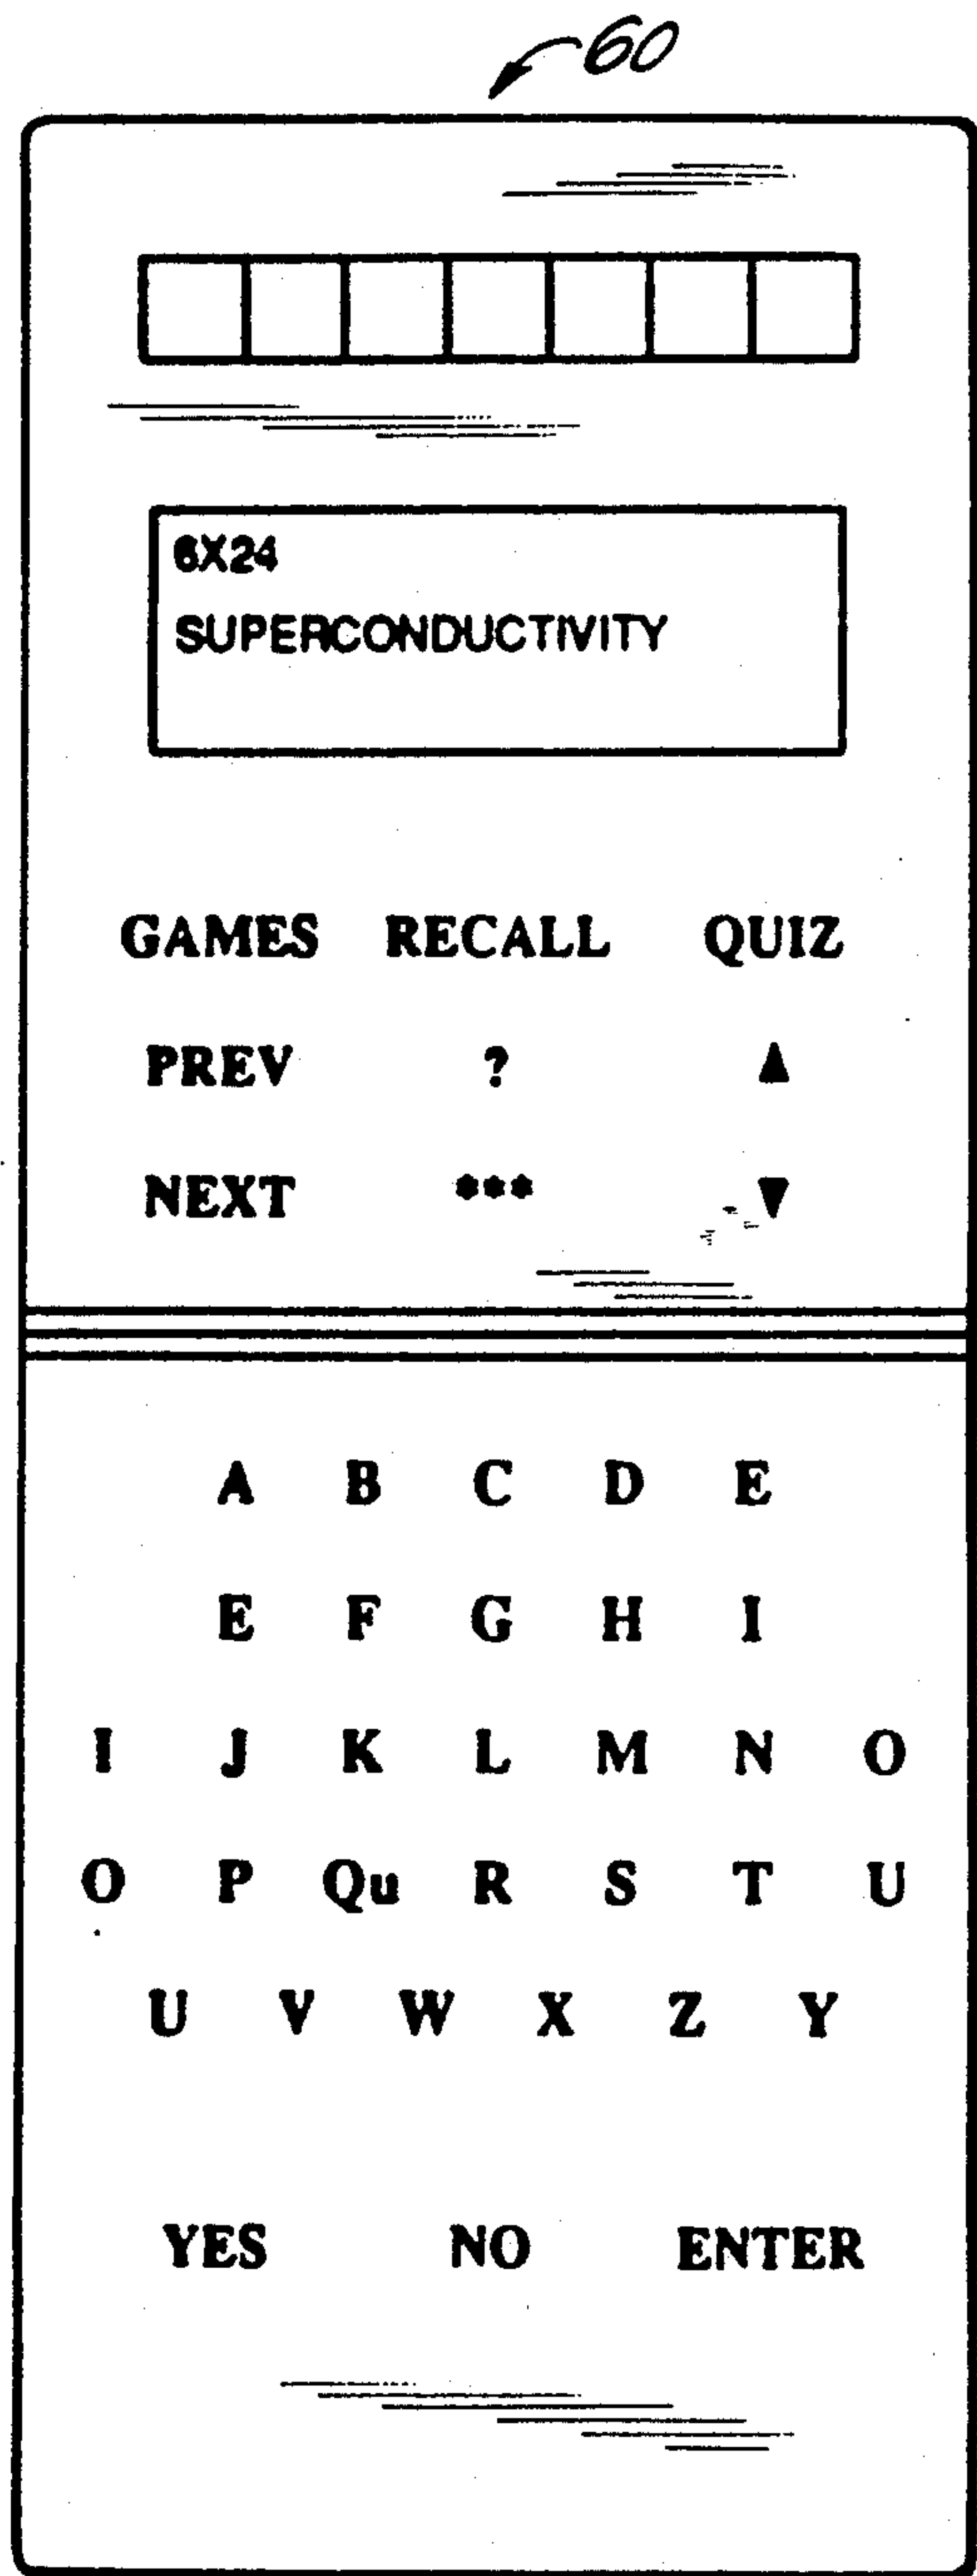 60
6X24
SUPERCONDUCTIVITY
GAMES RECALL QUIZ
PREV ? ▲
NEXT *** ▼
A B C D E
E F G H I
I J K L M N O
O P Qu R S T U
U V W X Z Y
YES NO ENTER